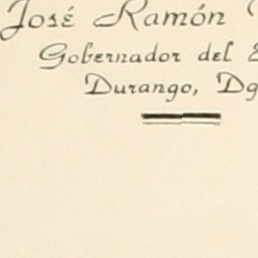 José Ramón
Gobernador del
Durango, Dg